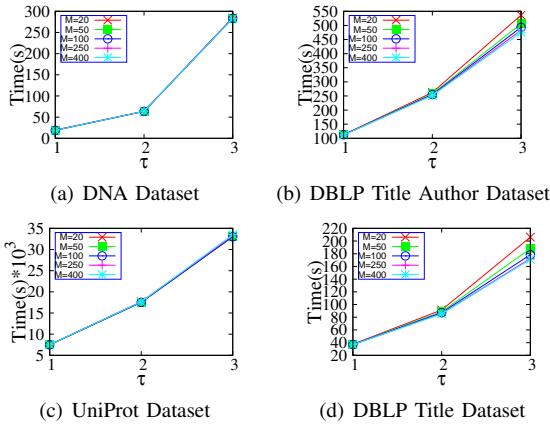 300
250
200
150
100
50
0
Time(s)
M=20
M=50
M=100
M=250
M=400
1 2 3
τ
(a) DNA Dataset
550
500
450
400
350
300
250
200
150
100
Time(s)
M=20
M=50
M=100
M=250
M=400
1 2 3
τ
(b) DBLP Title Author Dataset
35
30
25
20
15
10
5
Time(s)*10^3
M=20
M=50
M=100
M=250
M=400
1 2 3
τ
(c) UniProt Dataset
220
200
180
160
140
120
100
80
60
40
20
Time(s)
M=20
M=50
M=100
M=250
M=400
1 2 3
τ
(d) DBLP Title Dataset